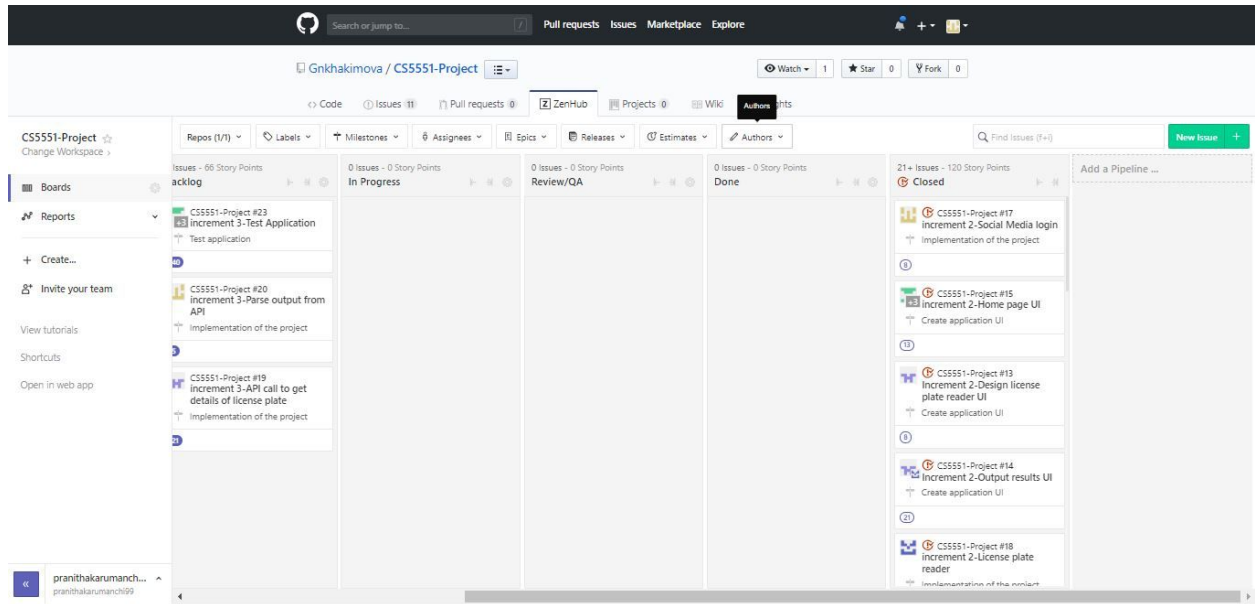 Search or jump to...
/
Pull requests Issues Marketplace Explore
Gnkhakimova / CS5551-Project
Watch 1 Star 0 Fork 0
Code Issues 11 Pull requests 0 ZenHub Projects 0 Wiki ghts
Authors
CS5551-Project
Change Workspace
Repos (1/1) Labels Milestones Assignees Epics Releases Estimates Authors
Find Issues (f+i)
New Issue +
Boards
Reports
+ Create...
Invite your team
View tutorials
Shortcuts
Open in web app
pranithakarumanch...
pranithakarumanchi99
Issues - 66 Story Points
acklog
CS5551-Project #23
+3 increment 3-Test Application
Test application
40
CS5551-Project #20
increment 3-Parse output from
API
Implementation of the project
5
CS5551-Project #19
increment 3-API call to get
details of license plate
Implementation of the project
21
0 Issues - 0 Story Points
In Progress
0 Issues - 0 Story Points
Review/QA
0 Issues - 0 Story Points
Done
21+ Issues - 120 Story Points
Closed
CS5551-Project #17
increment 2-Social Media login
Implementation of the project
8
CS5551-Project #15
+3 increment 2-Home page UI
Create application UI
13
CS5551-Project #13
Increment 2-Design license
plate reader UI
Create application UI
8
CS5551-Project #14
Increment 2-Output results UI
Create application UI
21
CS5551-Project #18
increment 2-License plate
reader
Implementation of the project
Add a Pipeline ...